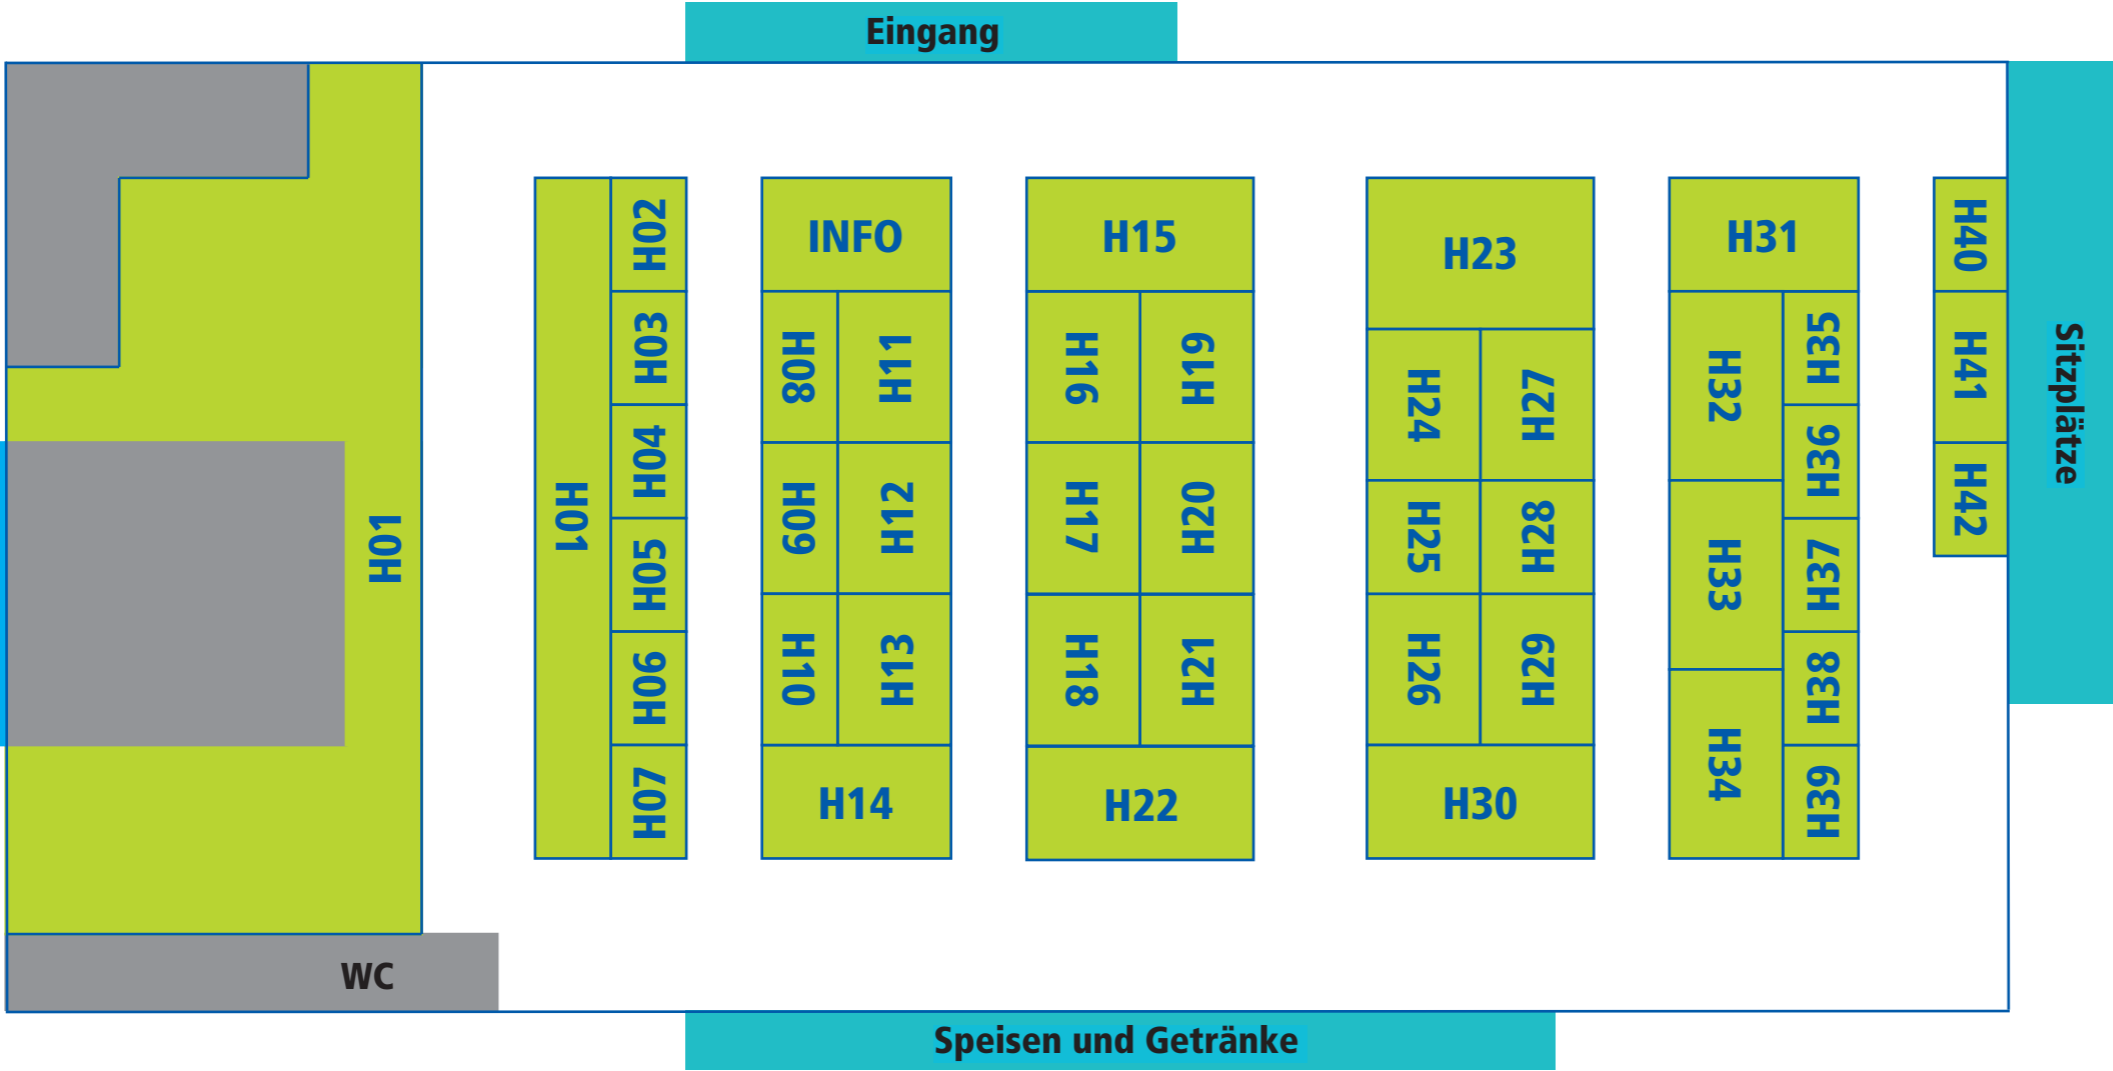 Eingang
H01
H01
H02
H03
H04
H05
H06
H07
INFO
H08
H09
H10
H11
H12
H13
H14
H15
H16
H17
H18
H19
H20
H21
H22
H23
H24
H25
H26
H27
H28
H29
H30
H31
H32
H33
H34
H35
H36
H37
H38
H39
H40
H41
H42
Sitzplätze
WC
Speisen und Getränke